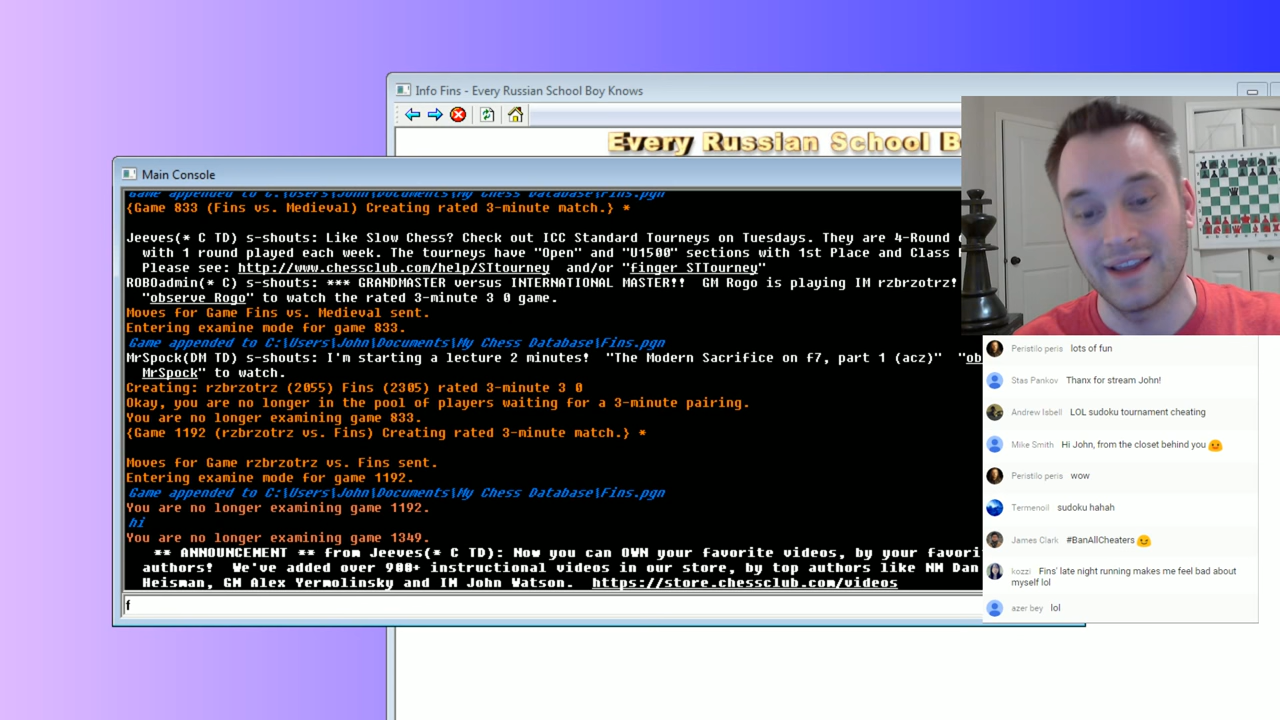 Info Fins - Every Russian School Boy Knows
Every Russian School B
Main Console
Game appended to C:\Users\John\Documents\My Chess Database\Fins.pgn
{Game 833 (Fins vs. Medieval) Creating rated 3-minute match.} *
Jeeves(* C TD) s-shouts: Like Slow Chess? Check out ICC Standard Tourneys on Tuesdays. They are 4-Round
with 1 round played each week. The tourneys have "Open" and "U1500" sections with 1st Place and Class
Please see: http://www.chessclub.com/help/STtourney and/or "finger STTourney"
ROBOadmin(* C) s-shouts: *** GRANDMASTER versus INTERNATIONAL MASTER!! GM Rogo is playing IM rzbrzotrz!
"observe Rogo" to watch the rated 3-minute 3 0 game.
Moves for Game Fins vs. Medieval sent.
Entering examine mode for game 833.
Game appended to C:\Users\John\Documents\My Chess Database\Fins.pgn
MrSpock(DM TD) s-shouts: I'm starting a lecture 2 minutes! "The Modern Sacrifice on f7, part 1 (acz)" "ob
MrSpock" to watch.
Creating: rzbrzotrz (2055) Fins (2305) rated 3-minute 3 0
Okay, you are no longer in the pool of players waiting for a 3-minute pairing.
You are no longer examining game 833.
{Game 1192 (rzbrzotrz vs. Fins) Creating rated 3-minute match.} *
Moves for Game rzbrzotrz vs. Fins sent.
Entering examine mode for game 1192.
Game appended to C:\Users\John\Documents\My Chess Database\Fins.pgn
You are no longer examining game 1192.
hi
You are no longer examining game 1349.
** ANNOUNCEMENT ** from Jeeves(* C TD): Now you can OWN your favorite videos, by your favori
authors! We've added over 900+ instructional videos in our store, by top authors like NM Dan
Heisman, GM Alex Yermolinsky and IM John Watson. https://store.chessclub.com/videos
f
Peristilo peris lots of fun
Stas Pankov Thanx for stream John!
Andrew Isbell LOL sudoku tournament cheating
Mike Smith Hi John, from the closet behind you
Peristilo peris wow
Termenoil sudoku hahah
James Clark #BanAllCheaters
kozzi Fins' late night running makes me feel bad about
myself lol
azer bey lol